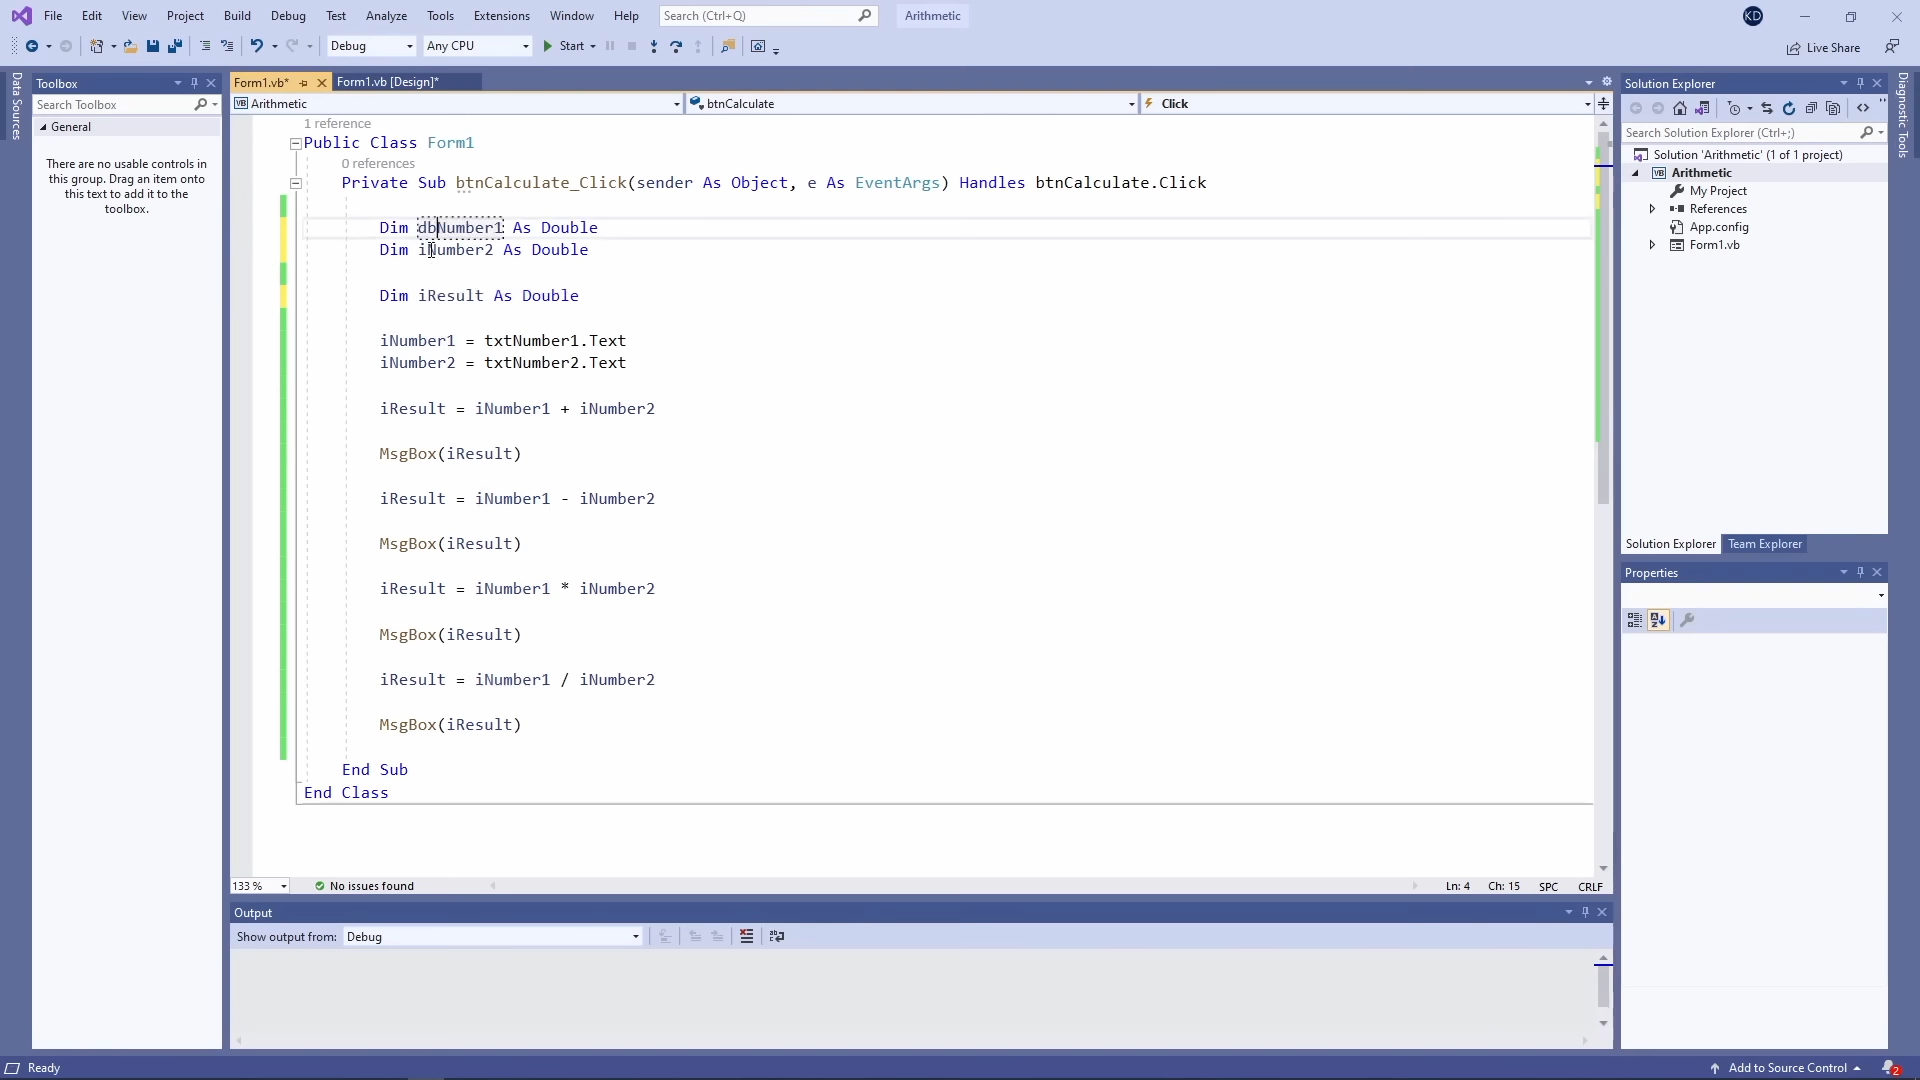 File Edit View Project Build Debug Test Analyze Tools Extensions Window Help Search (Ctrl+Q) Arithmetic KD
Debug Any CPU Start Live Share
Data Sources
Toolbox
Search Toolbox
General
There are no usable controls in
this group. Drag an item onto
this text to add it to the
toolbox.
Form1.vb* Form1.vb [Design]*
VB Arithmetic btnCalculate Click
1 reference
Public Class Form1
0 references
Private Sub btnCalculate_Click(sender As Object, e As EventArgs) Handles btnCalculate.Click
Dim dbNumber1 As Double
Dim iNumber2 As Double
Dim iResult As Double
iNumber1 = txtNumber1.Text
iNumber2 = txtNumber2.Text
iResult = iNumber1 + iNumber2
MsgBox(iResult)
iResult = iNumber1 - iNumber2
MsgBox(iResult)
iResult = iNumber1 * iNumber2
MsgBox(iResult)
iResult = iNumber1 / iNumber2
MsgBox(iResult)
End Sub
End Class
133 % No issues found Ln: 4 Ch: 15 SPC CRLF
Output
Show output from: Debug
Solution Explorer
Search Solution Explorer (Ctrl+;)
Solution 'Arithmetic' (1 of 1 project)
VB Arithmetic
My Project
References
App.config
Form1.vb
Solution Explorer Team Explorer
Properties
Diagnostic Tools
Ready Add to Source Control 2